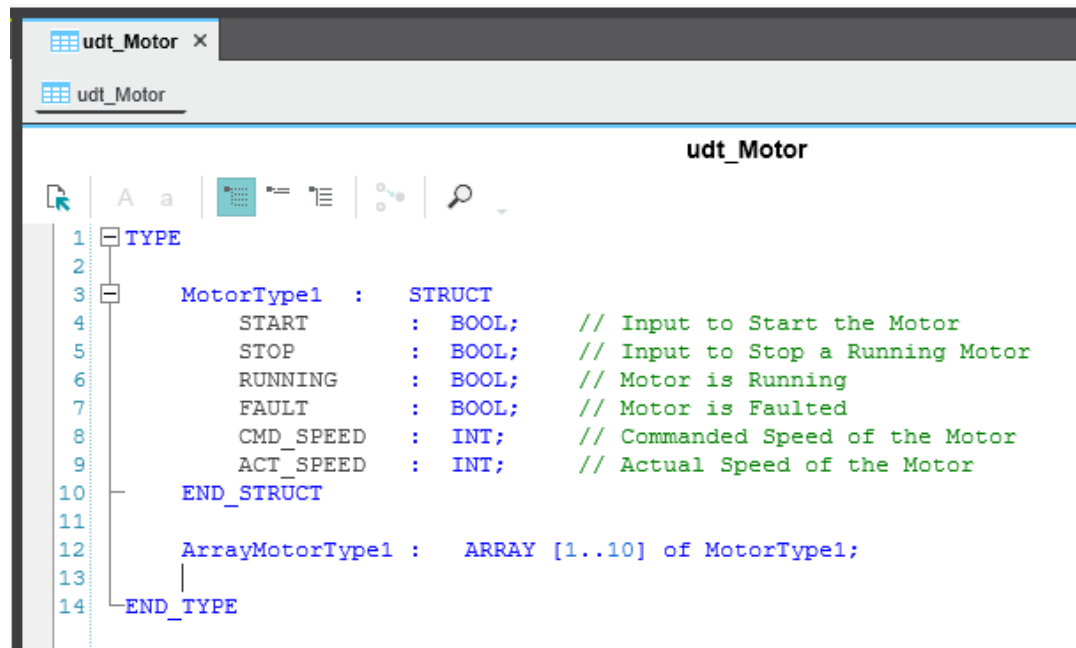 udt_Motor ×
udt_Motor
udt_Motor
A a
1 TYPE
2
3 MotorType1 : STRUCT
4 START : BOOL; // Input to Start the Motor
5 STOP : BOOL; // Input to Stop a Running Motor
6 RUNNING : BOOL; // Motor is Running
7 FAULT : BOOL; // Motor is Faulted
8 CMD_SPEED : INT; // Commanded Speed of the Motor
9 ACT_SPEED : INT; // Actual Speed of the Motor
10 END_STRUCT
11
12 ArrayMotorType1 : ARRAY [1..10] of MotorType1;
13
14 END_TYPE